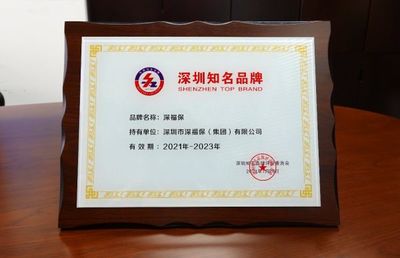 深圳知名品牌
SHENZHEN TOP BRAND
品牌名称：深福保
持有单位：深圳市深福保（集团）有限公司
有 效 期：2021年-2023年